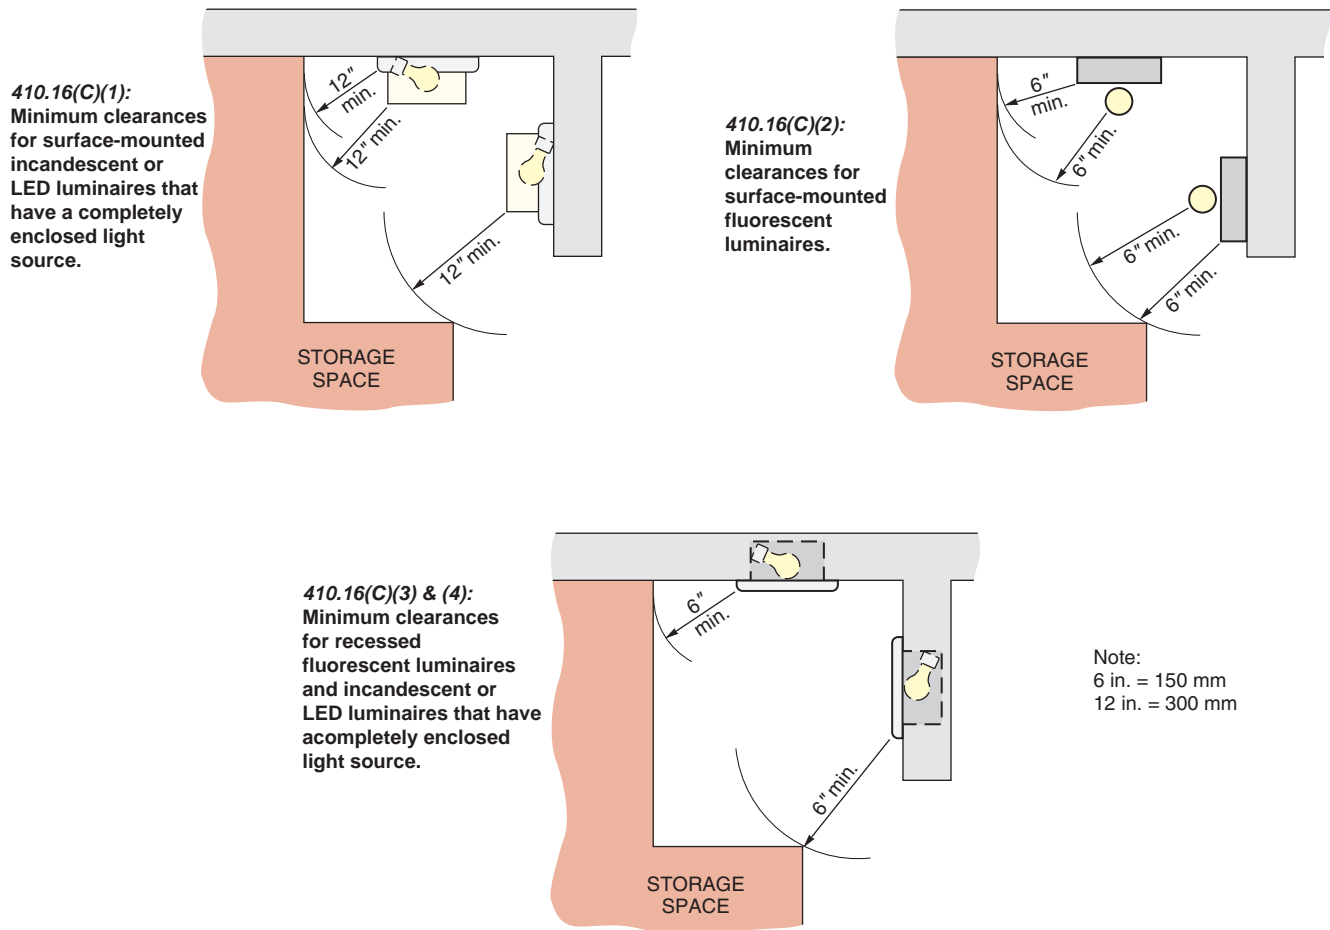 410.16(C)(1):
Minimum clearances
for surface-mounted
incandescent or
LED luminaires that
have a completely
enclosed light
source.
12″
min.
12″ min.
12″ min.
STORAGE
SPACE
410.16(C)(2):
Minimum
clearances for
surface-mounted
fluorescent
luminaires.
6″
min.
6″ min.
6″ min.
6″ min.
STORAGE
SPACE
410.16(C)(3) & (4):
Minimum clearances
for recessed
fluorescent luminaires
and incandescent or
LED luminaires that have
acompletely enclosed
light source.
6″
min.
6″ min.
STORAGE
SPACE
Note:
6 in. = 150 mm
12 in. = 300 mm